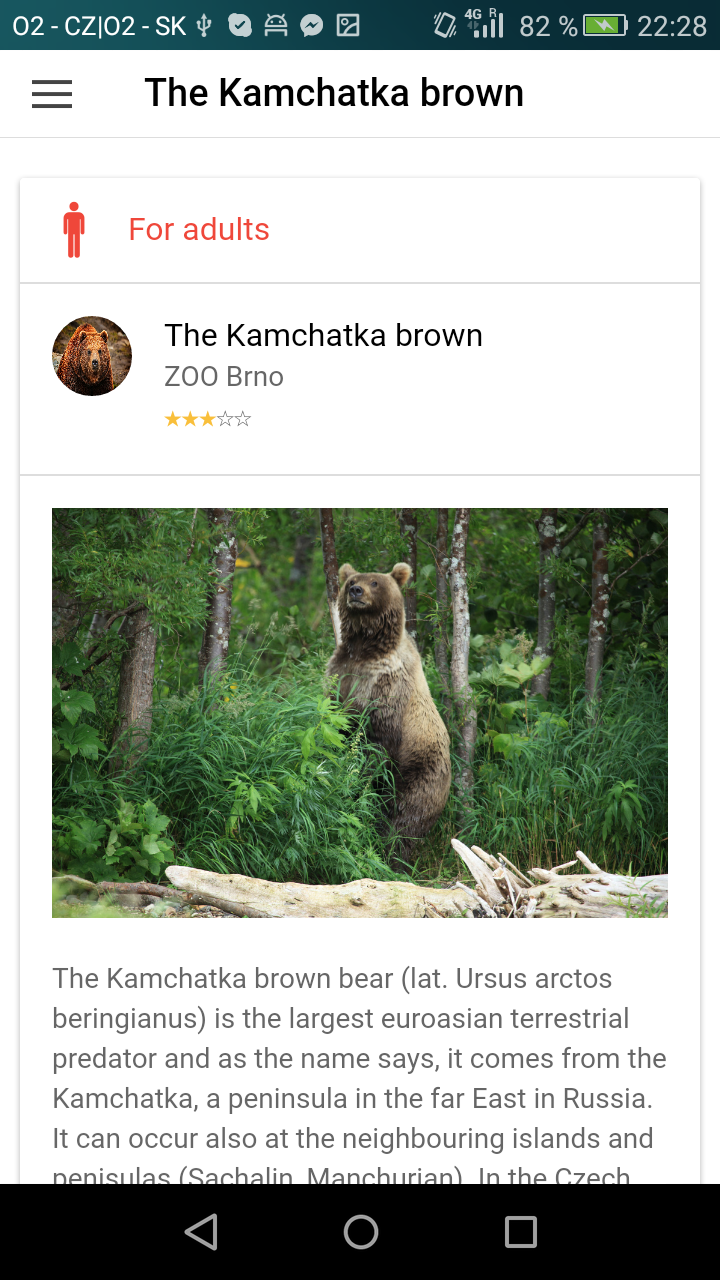 O2 - CZ|O2 - SK 4G R 82 % 22:28
The Kamchatka brown
For adults
The Kamchatka brown
ZOO Brno
The Kamchatka brown bear (lat. Ursus arctos
beringianus) is the largest euroasian terrestrial
predator and as the name says, it comes from the
Kamchatka, a peninsula in the far East in Russia.
It can occur also at the neighbouring islands and
penisulas (Sachalin, Manchurian). In the Czech